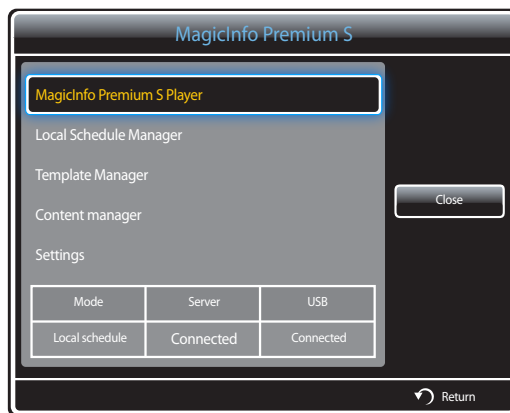 MagicInfo Premium S
MagicInfo Premium S Player
Local Schedule Manager
Template Manager
Close
Content manager
Settings
Mode Server USB
Local schedule Connected Connected
Return